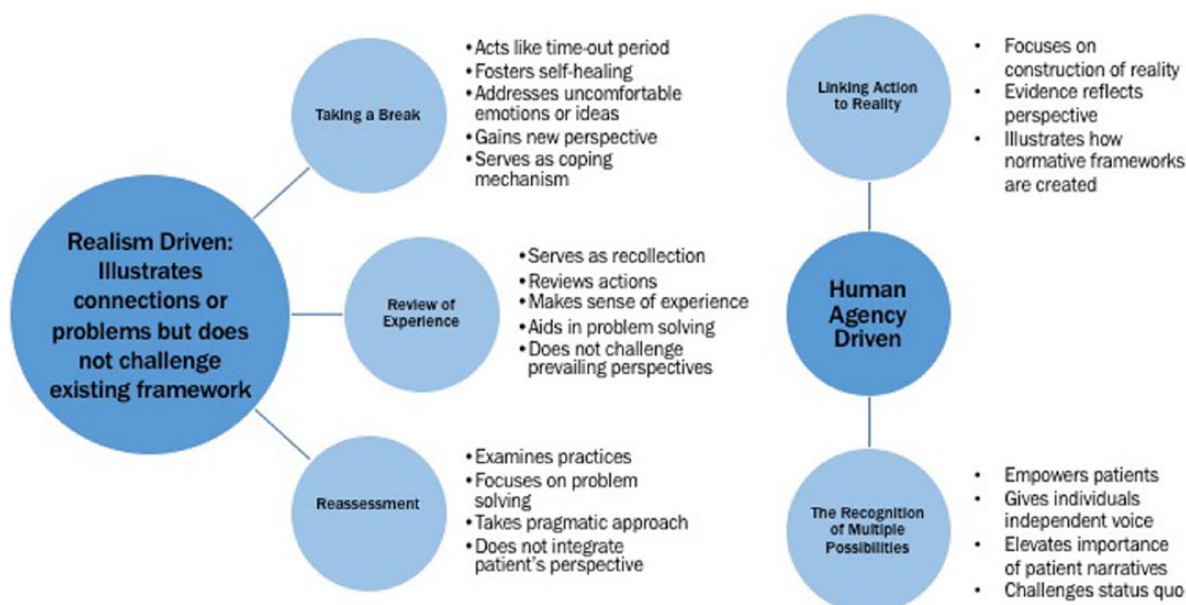 Realism Driven:
Illustrates
connections or
problems but does
not challenge
existing framework
Taking a Break
•Acts like time-out period
•Fosters self-healing
•Addresses uncomfortable
emotions or ideas
•Gains new perspective
•Serves as coping
mechanism
Review of
Experience
•Serves as recollection
•Reviews actions
•Makes sense of experience
•Aids in problem solving
•Does not challenge
prevailing perspectives
Reassessment
•Examines practices
•Focuses on problem
solving
•Takes pragmatic approach
•Does not integrate
patient's perspective
Linking Action
to Reality
• Focuses on
construction of reality
• Evidence reflects
perspective
• Illustrates how
normative frameworks
are created
Human
Agency
Driven
The Recognition
of Multiple
Possibilities
• Empowers patients
• Gives individuals
independent voice
• Elevates importance
of patient narratives
• Challenges status quo